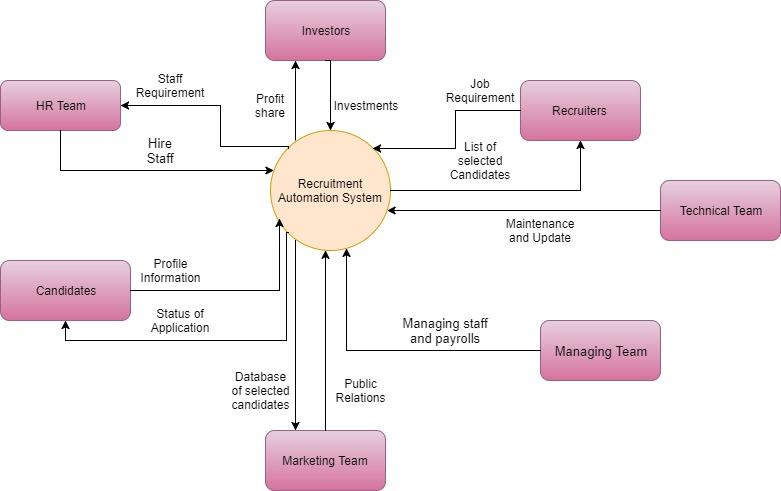 Investors
Staff
Requirement
Job
Requirement
HR Team
Profit
share
Investments
Recruiters
Hire
Staff
List of
selected
Candidates
Recruitment
Automation System
Technical Team
Maintenance
and Update
Profile
Information
Candidates
Status of
Application
Managing staff
and payrolls
Managing Team
Database
of selected
candidates
Public
Relations
Marketing Team